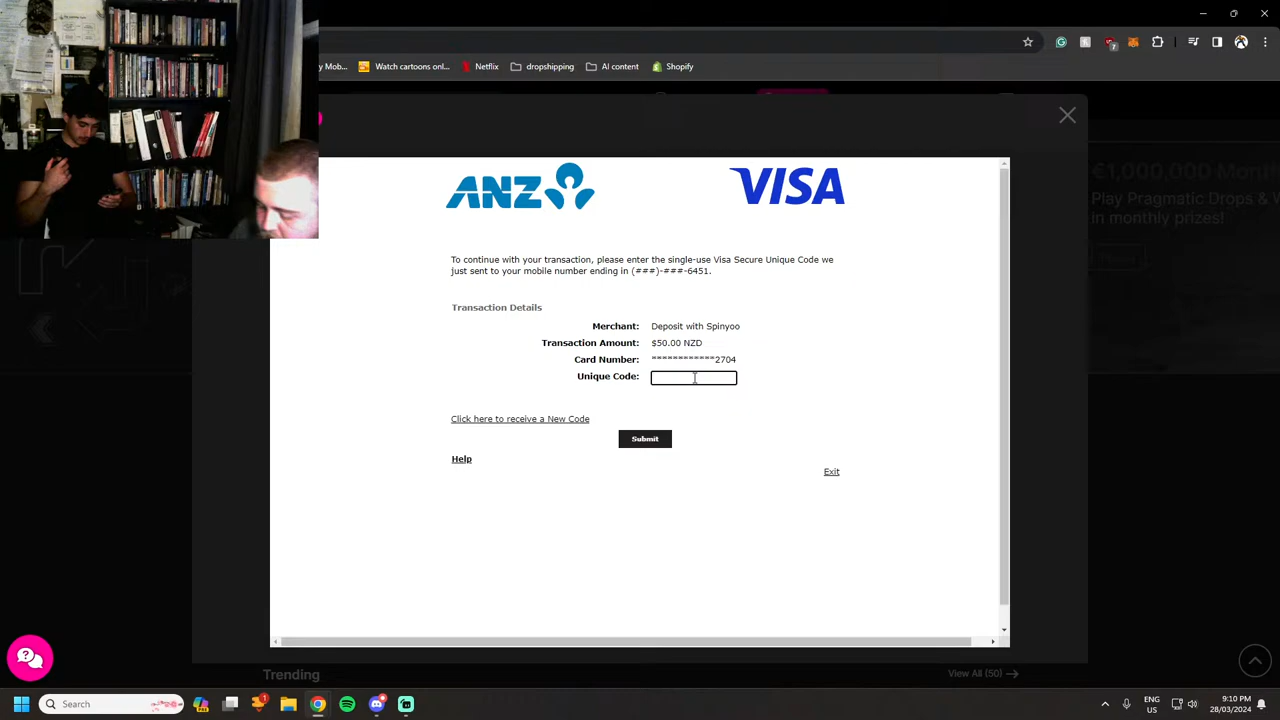 y Mob...
Watch cartoons onl...
Netflix
dropshipping
AI content
Shopify
7
€1,000,000 Month
Play Pragmatic Drops & V
in monthly prizes!
ANZ
VISA
To continue with your transaction, please enter the single-use Visa Secure Unique Code we
just sent to your mobile number ending in (###)-###-6451.
Transaction Details
Merchant: Deposit with Spinyoo
Transaction Amount: $50.00 NZD
Card Number: ************2704
Unique Code:
Click here to receive a New Code
Submit
Help
Exit
?
Trending
View All (50)
Search
PRE
1
ENG
US
9:10 PM
28/03/2024